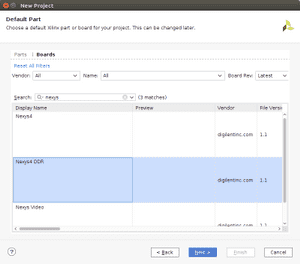 New Project
Default Part
Choose a default Xilinx part or board for your project. This can be changed later.
Parts | Boards
Reset All Filters
Vendor: All Name: All Board Rev: Latest
Search: nexys (3 matches)
Display Name Preview Vendor File Versio
Nexys4
digilentinc.com 1.1
Nexys4 DDR
digilentinc.com 1.1
Nexys Video
digilentinc.com 1.1
? < Back Next > Finish Cancel